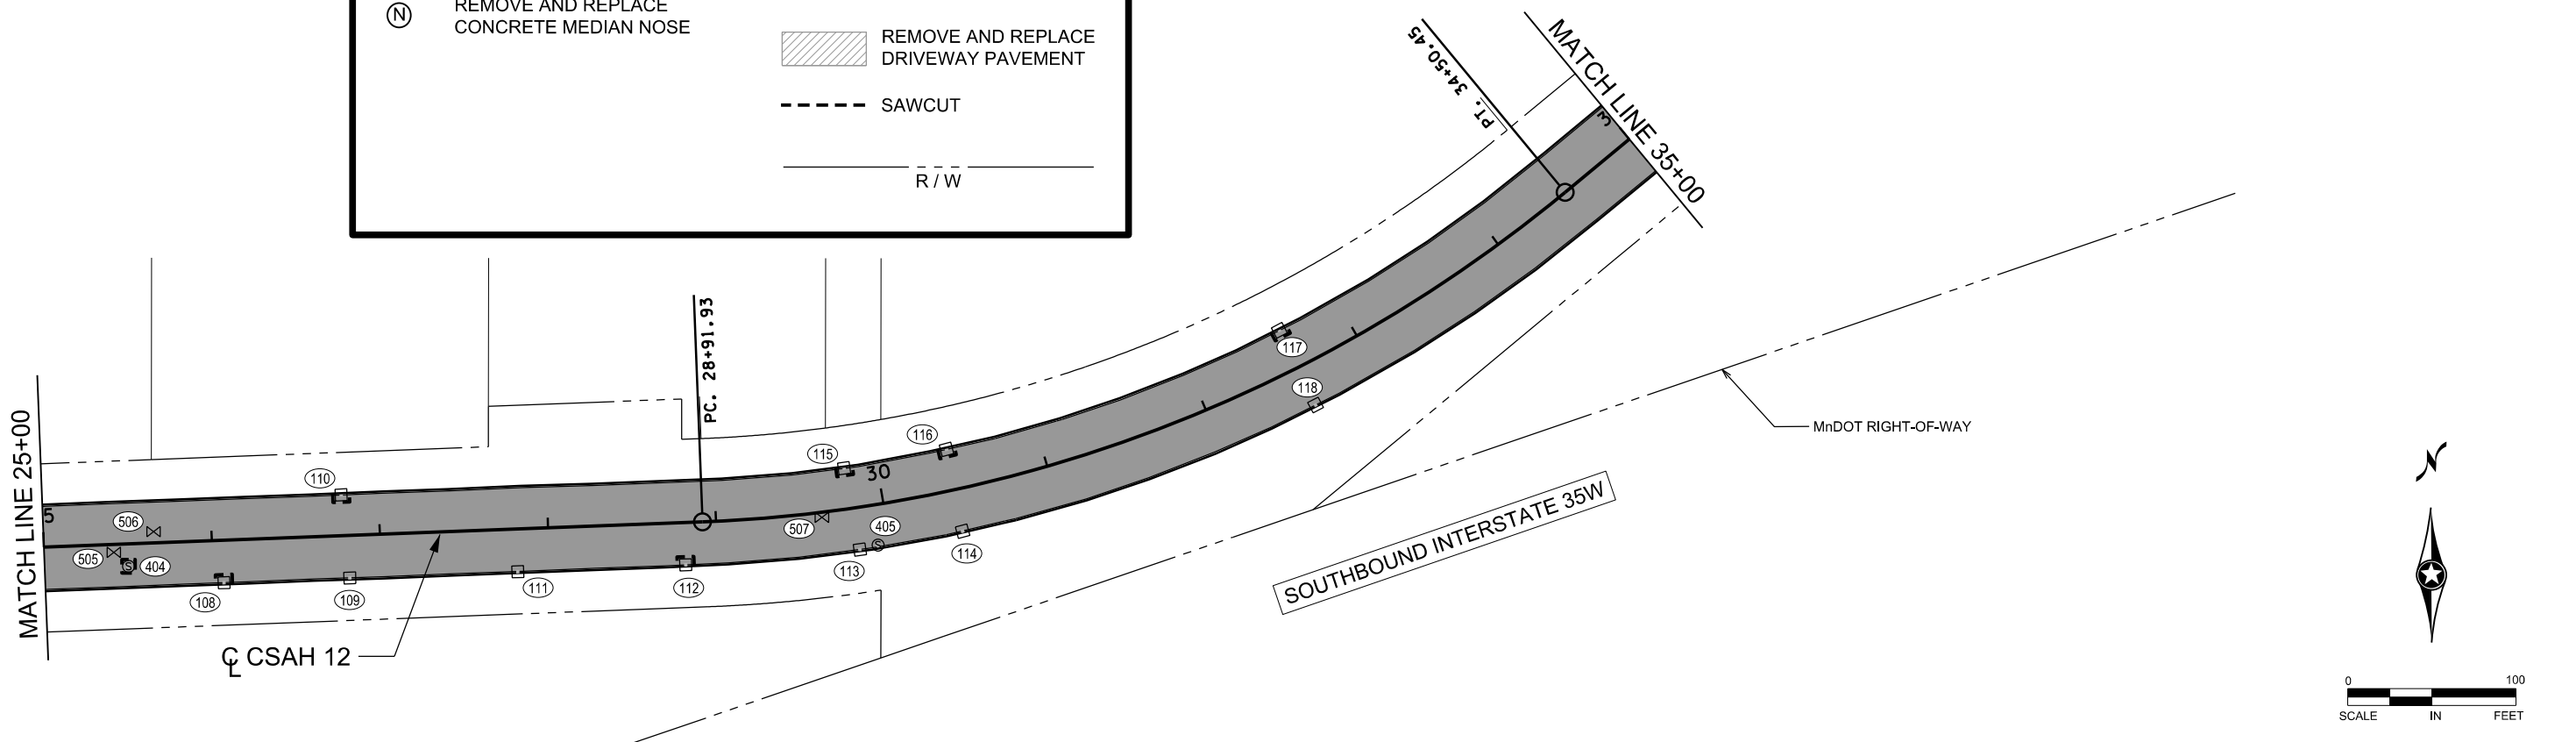 REMOVE AND REPLACE
CONCRETE MEDIAN NOSE
N
REMOVE AND REPLACE
DRIVEWAY PAVEMENT
SAWCUT
R / W
PT. 34+50.45
MATCH LINE 35+00
3
PC. 28+91.93
MATCH LINE 25+00
5
30
117
118
116
115
110
506
507
405
505
S
404
114
113
112
111
109
108
MnDOT RIGHT-OF-WAY
SOUTHBOUND INTERSTATE 35W
CL CSAH 12
N
0 100
SCALE IN FEET